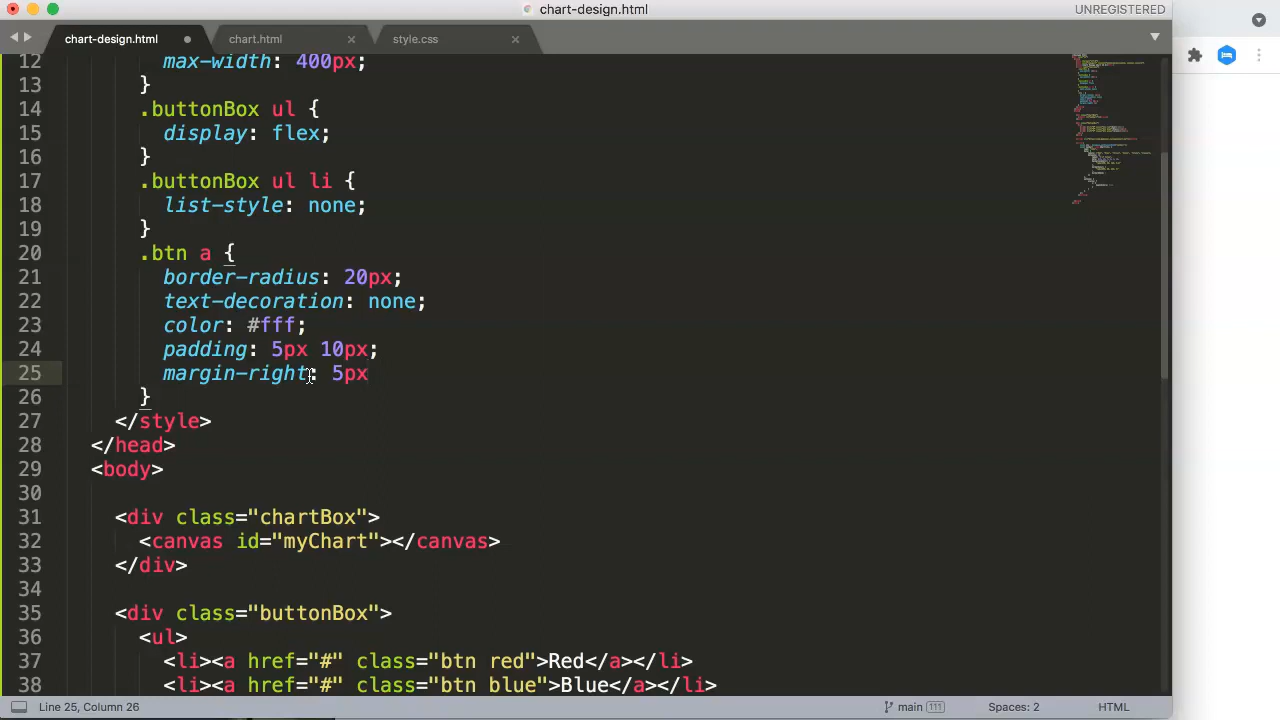 chart-design.html
UNREGISTERED
chart-design.html
chart.html
style.css
12 max-width: 400px;
13 }
14 .buttonBox ul {
15 display: flex;
16 }
17 .buttonBox ul li {
18 list-style: none;
19 }
20 .btn a {
21 border-radius: 20px;
22 text-decoration: none;
23 color: #fff;
24 padding: 5px 10px;
25 margin-right: 5px
26 }
27 </style>
28 </head>
29 <body>
30
31 <div class="chartBox">
32 <canvas id="myChart"></canvas>
33 </div>
34
35 <div class="buttonBox">
36 <ul>
37 <li><a href="#" class="btn red">Red</a></li>
38 <li><a href="#" class="btn blue">Blue</a></li>
Line 25, Column 26
main 111
Spaces: 2
HTML